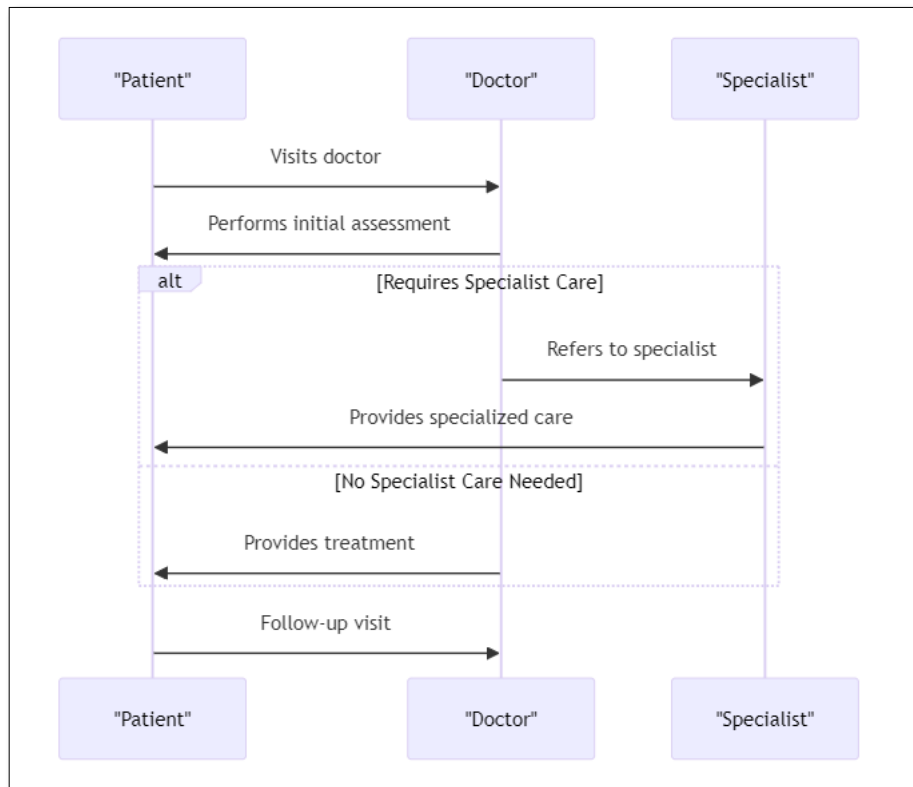 "Patient" "Doctor" "Specialist"
Visits doctor
Performs initial assessment
alt [Requires Specialist Care]
Refers to specialist
Provides specialized care
[No Specialist Care Needed]
Provides treatment
Follow-up visit
"Patient" "Doctor" "Specialist"